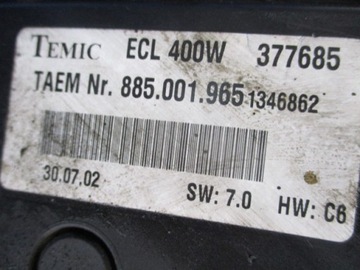 TEMIC ECL 400W 377685
TAEM Nr. 885.001.965 1346862
30.07.02 SW: 7.0 HW: C6